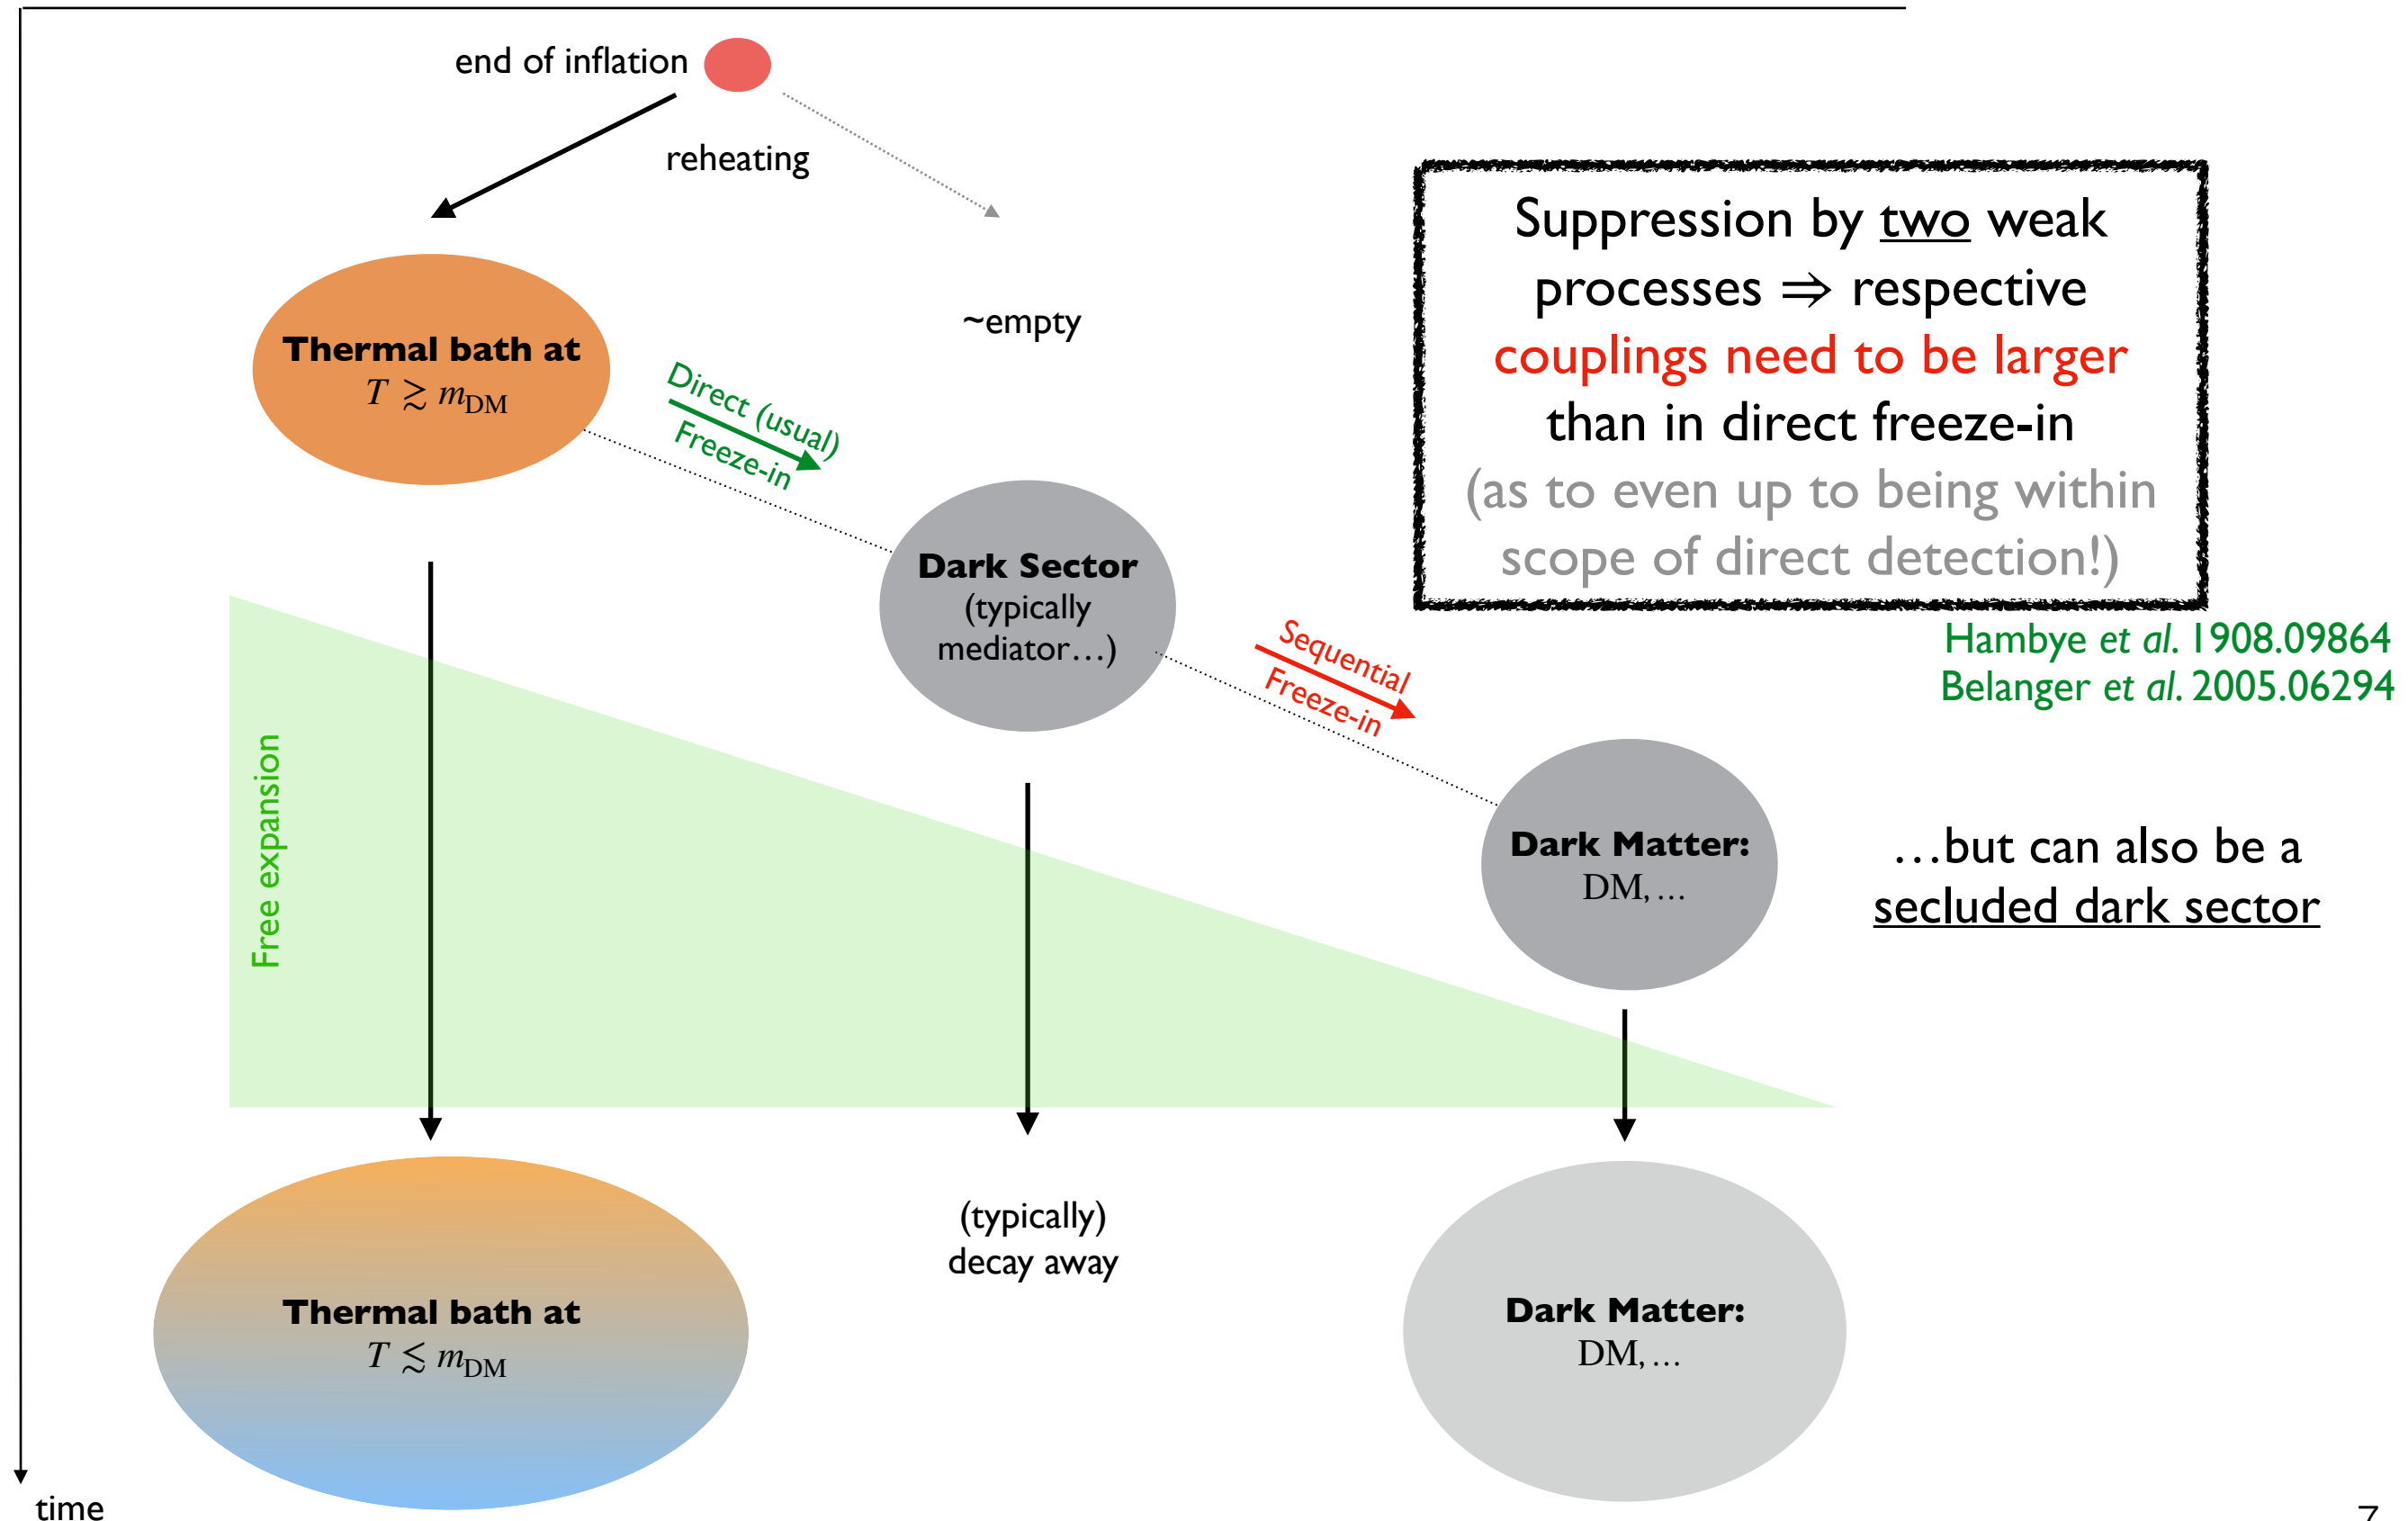 end of inflation
reheating
~empty
Thermal bath at
T ≳ m_DM
Direct (usual)
Freeze-in
Suppression by two weak
processes ⇒ respective
couplings need to be larger
than in direct freeze-in
(as to even up to being within
scope of direct detection!)
Hambye et al. 1908.09864
Belanger et al. 2005.06294
Dark Sector
(typically
mediator…)
Sequential
Freeze-in
Free expansion
Dark Matter:
DM, …
…but can also be a
secluded dark sector
(typically)
decay away
Thermal bath at
T ≲ m_DM
Dark Matter:
DM, …
time
7